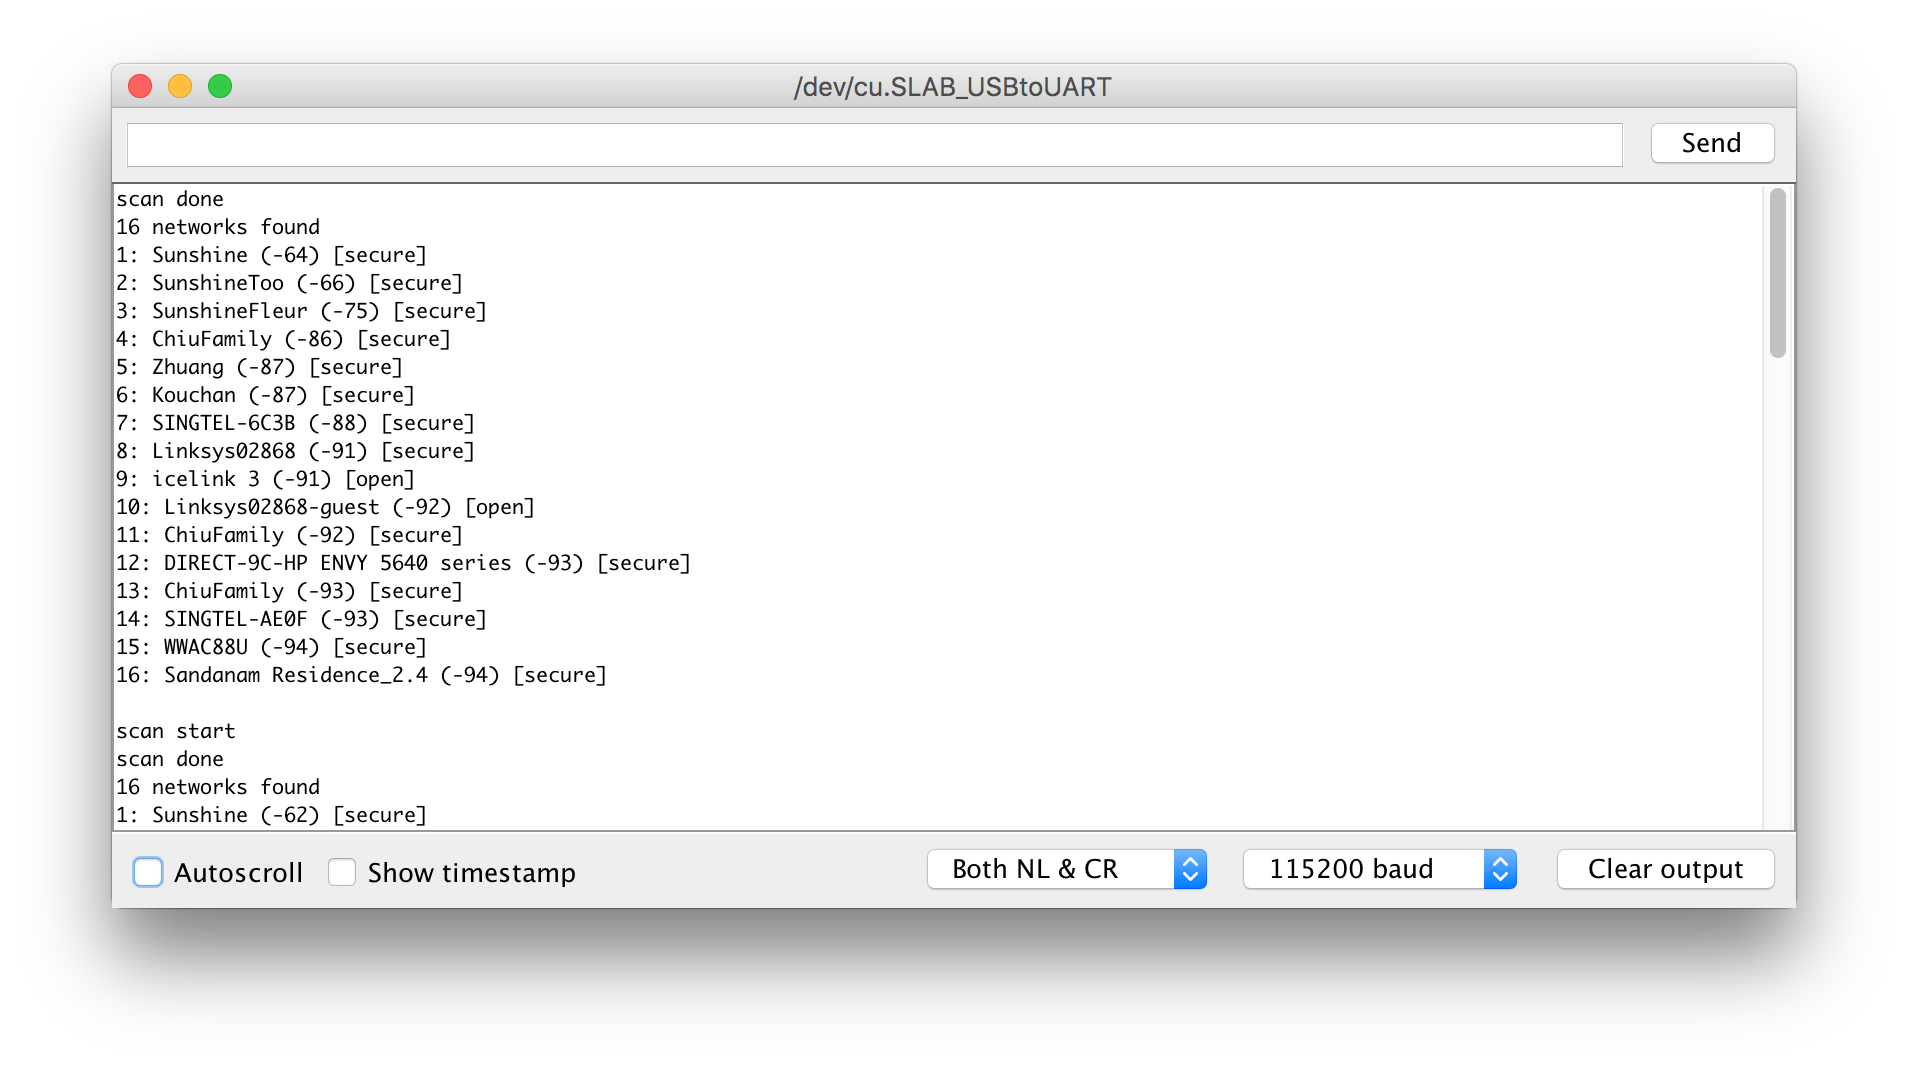 /dev/cu.SLAB_USBtoUART
Send
scan done
16 networks found
1: Sunshine (-64) [secure]
2: SunshineToo (-66) [secure]
3: SunshineFleur (-75) [secure]
4: ChiuFamily (-86) [secure]
5: Zhuang (-87) [secure]
6: Kouchan (-87) [secure]
7: SINGTEL-6C3B (-88) [secure]
8: Linksys02868 (-91) [secure]
9: icelink 3 (-91) [open]
10: Linksys02868-guest (-92) [open]
11: ChiuFamily (-92) [secure]
12: DIRECT-9C-HP ENVY 5640 series (-93) [secure]
13: ChiuFamily (-93) [secure]
14: SINGTEL-AE0F (-93) [secure]
15: WWAC88U (-94) [secure]
16: Sandanam Residence_2.4 (-94) [secure]
scan start
scan done
16 networks found
1: Sunshine (-62) [secure]
Autoscroll Show timestamp Both NL & CR 115200 baud Clear output